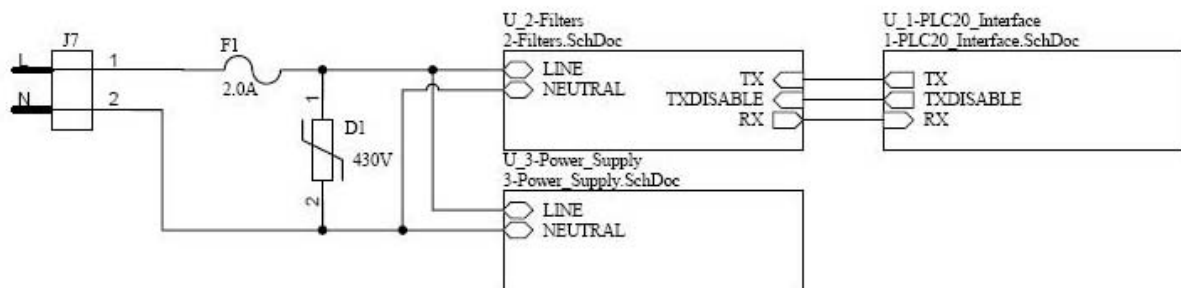 U_2-Filters
2-Filters.SchDoc
U_1-PLC20_Interface
1-PLC20_Interface.SchDoc
J7
F1
L
1
2.0A
LINE
NEUTRAL
TX
TXDISABLE
RX
TX
TXDISABLE
RX
N
2
1
D1
430V
2
U_3-Power_Supply
3-Power_Supply.SchDoc
LINE
NEUTRAL